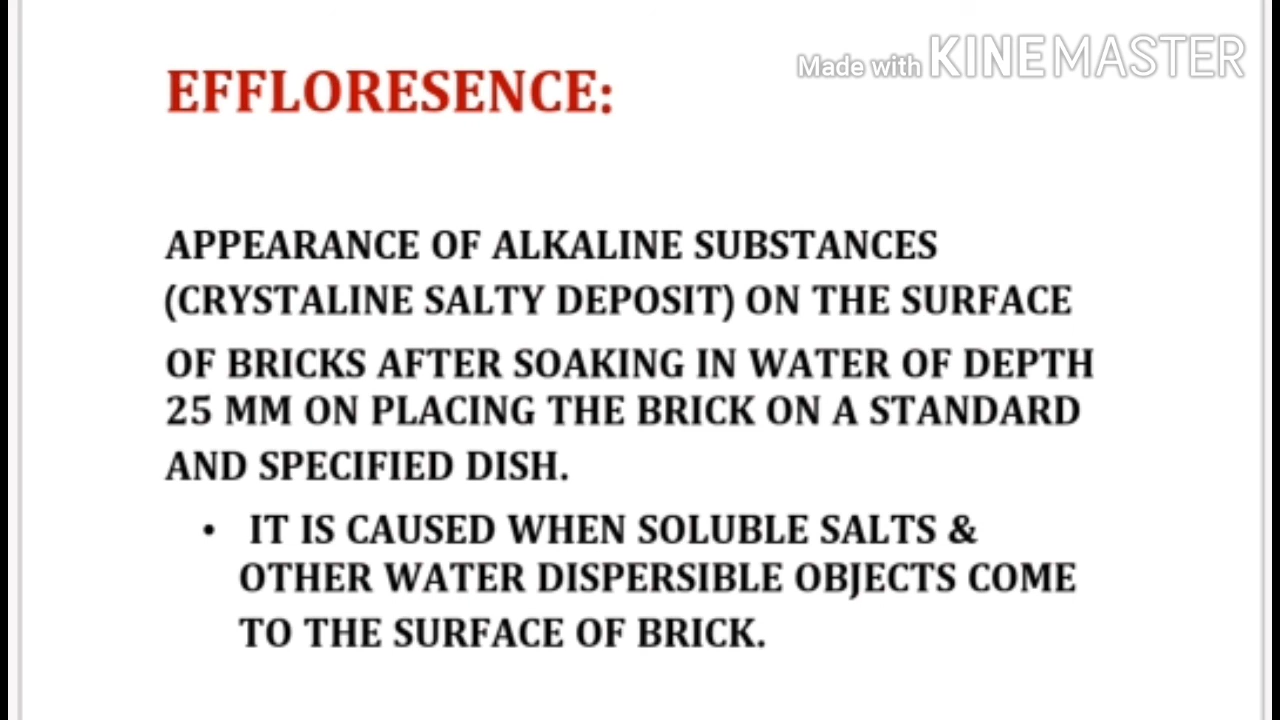 Made with KINEMASTER
EFFLORESENCE:
APPEARANCE OF ALKALINE SUBSTANCES
(CRYSTALINE SALTY DEPOSIT) ON THE SURFACE
OF BRICKS AFTER SOAKING IN WATER OF DEPTH
25 MM ON PLACING THE BRICK ON A STANDARD
AND SPECIFIED DISH.
• IT IS CAUSED WHEN SOLUBLE SALTS &
OTHER WATER DISPERSIBLE OBJECTS COME
TO THE SURFACE OF BRICK.